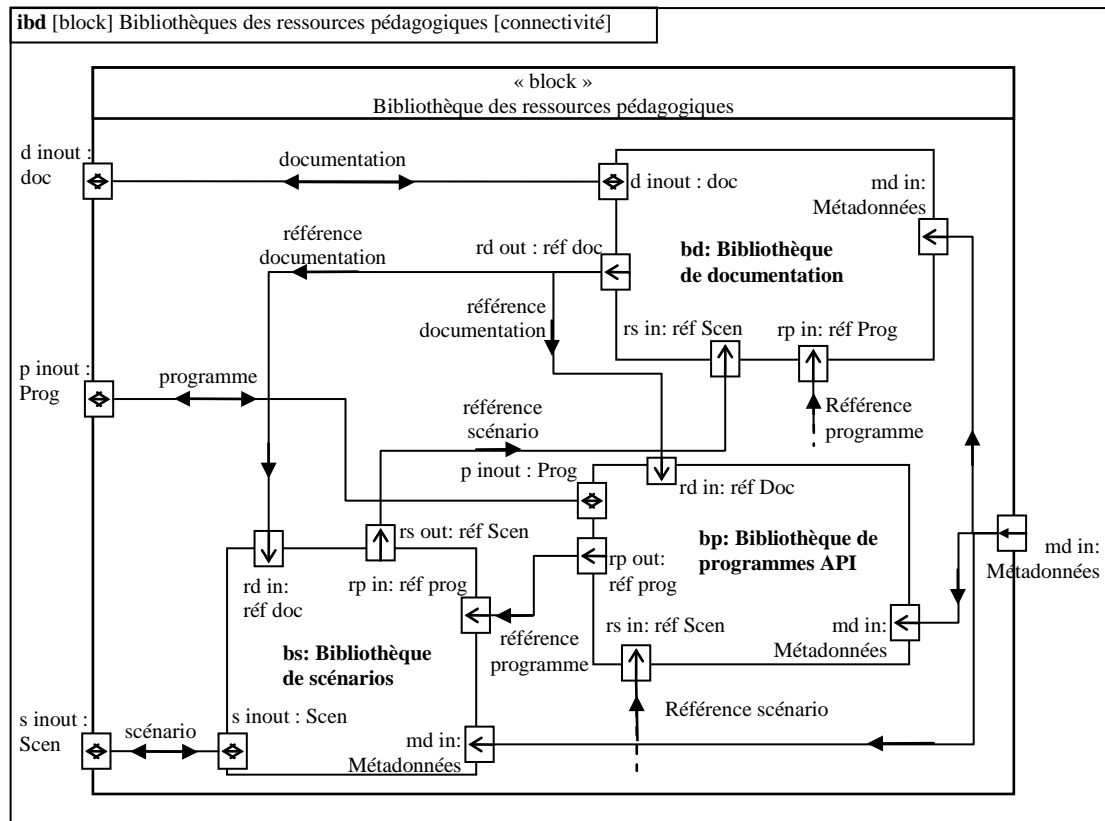 ibd [block] Bibliothèques des ressources pédagogiques [connectivité]
« block »
Bibliothèque des ressources pédagogiques
d inout :
doc
documentation
d inout : doc
md in:
Métadonnées
référence
documentation
rd out : réf doc
bd: Bibliothèque
de documentation
référence
documentation
rs in: réf Scen
rp in: réf Prog
p inout :
Prog
programme
référence
scénario
Référence
programme
p inout : Prog
rd in: réf Doc
rs out: réf Scen
bp: Bibliothèque de
programmes API
md in:
Métadonnées
rd in:
réf doc
rp in: réf prog
rp out:
réf prog
rs in: réf Scen
md in:
Métadonnées
référence
programme
bs: Bibliothèque
de scénarios
s inout :
Scen
scénario
s inout : Scen
Référence scénario
md in:
Métadonnées